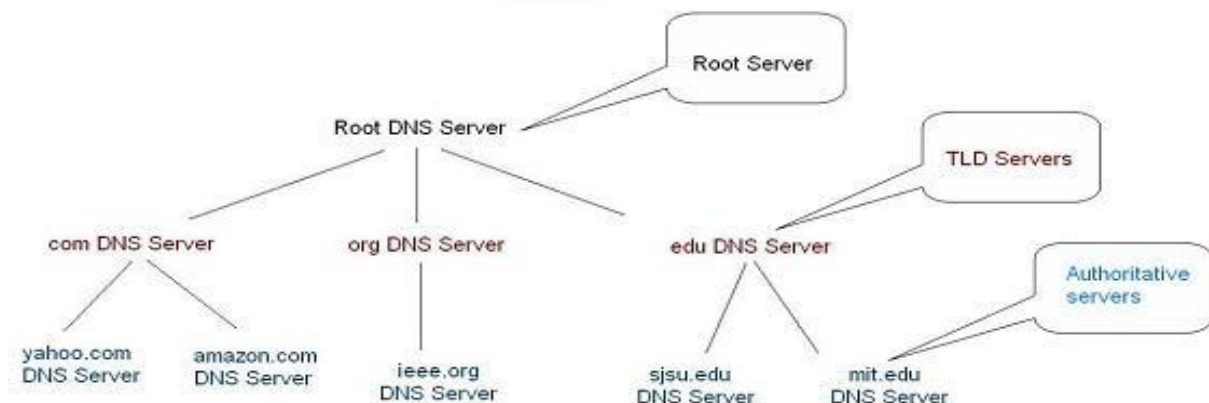 Root Server
Root DNS Server
TLD Servers
com DNS Server
org DNS Server
edu DNS Server
Authoritative
servers
yahoo.com
DNS Server
amazon.com
DNS Server
ieee.org
DNS Server
sjsu.edu
DNS Server
mit.edu
DNS Server